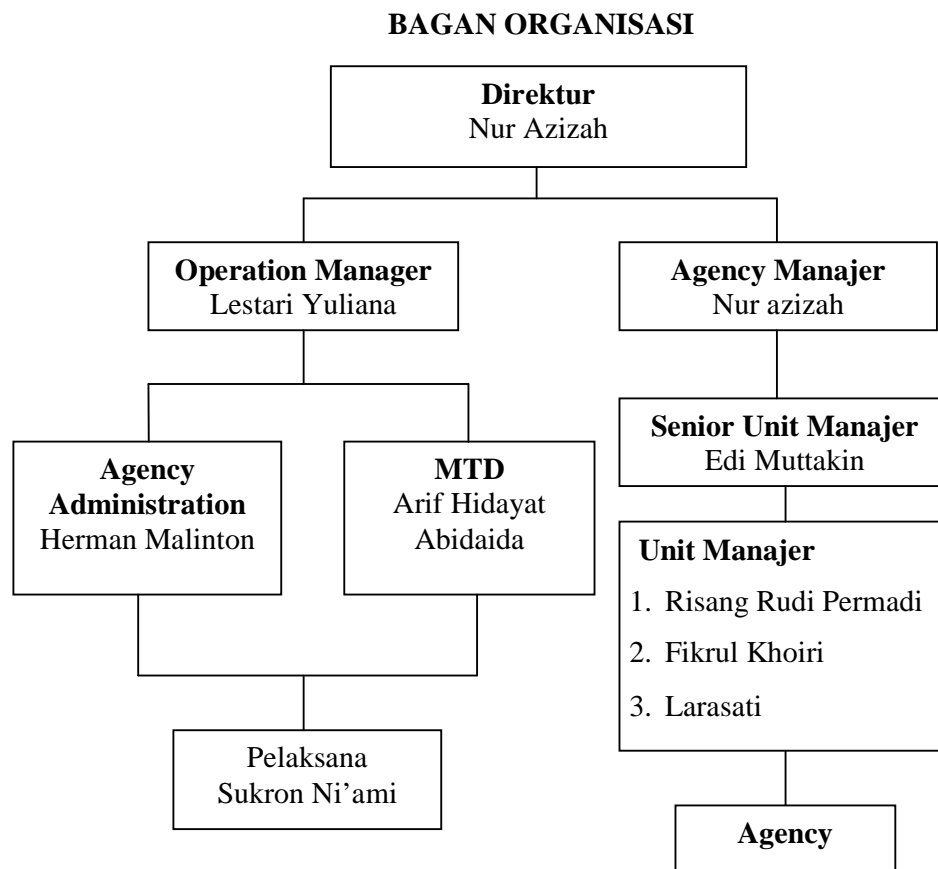 BAGAN ORGANISASI
Direktur
Nur Azizah
Operation Manager
Lestari Yuliana
Agency Manajer
Nur azizah
Agency
Administration
Herman Malinton
MTD
Arif Hidayat
Abidaida
Senior Unit Manajer
Edi Muttakin
Unit Manajer
1. Risang Rudi Permadi
2. Fikrul Khoiri
3. Larasati
Pelaksana
Sukron Ni’ami
Agency